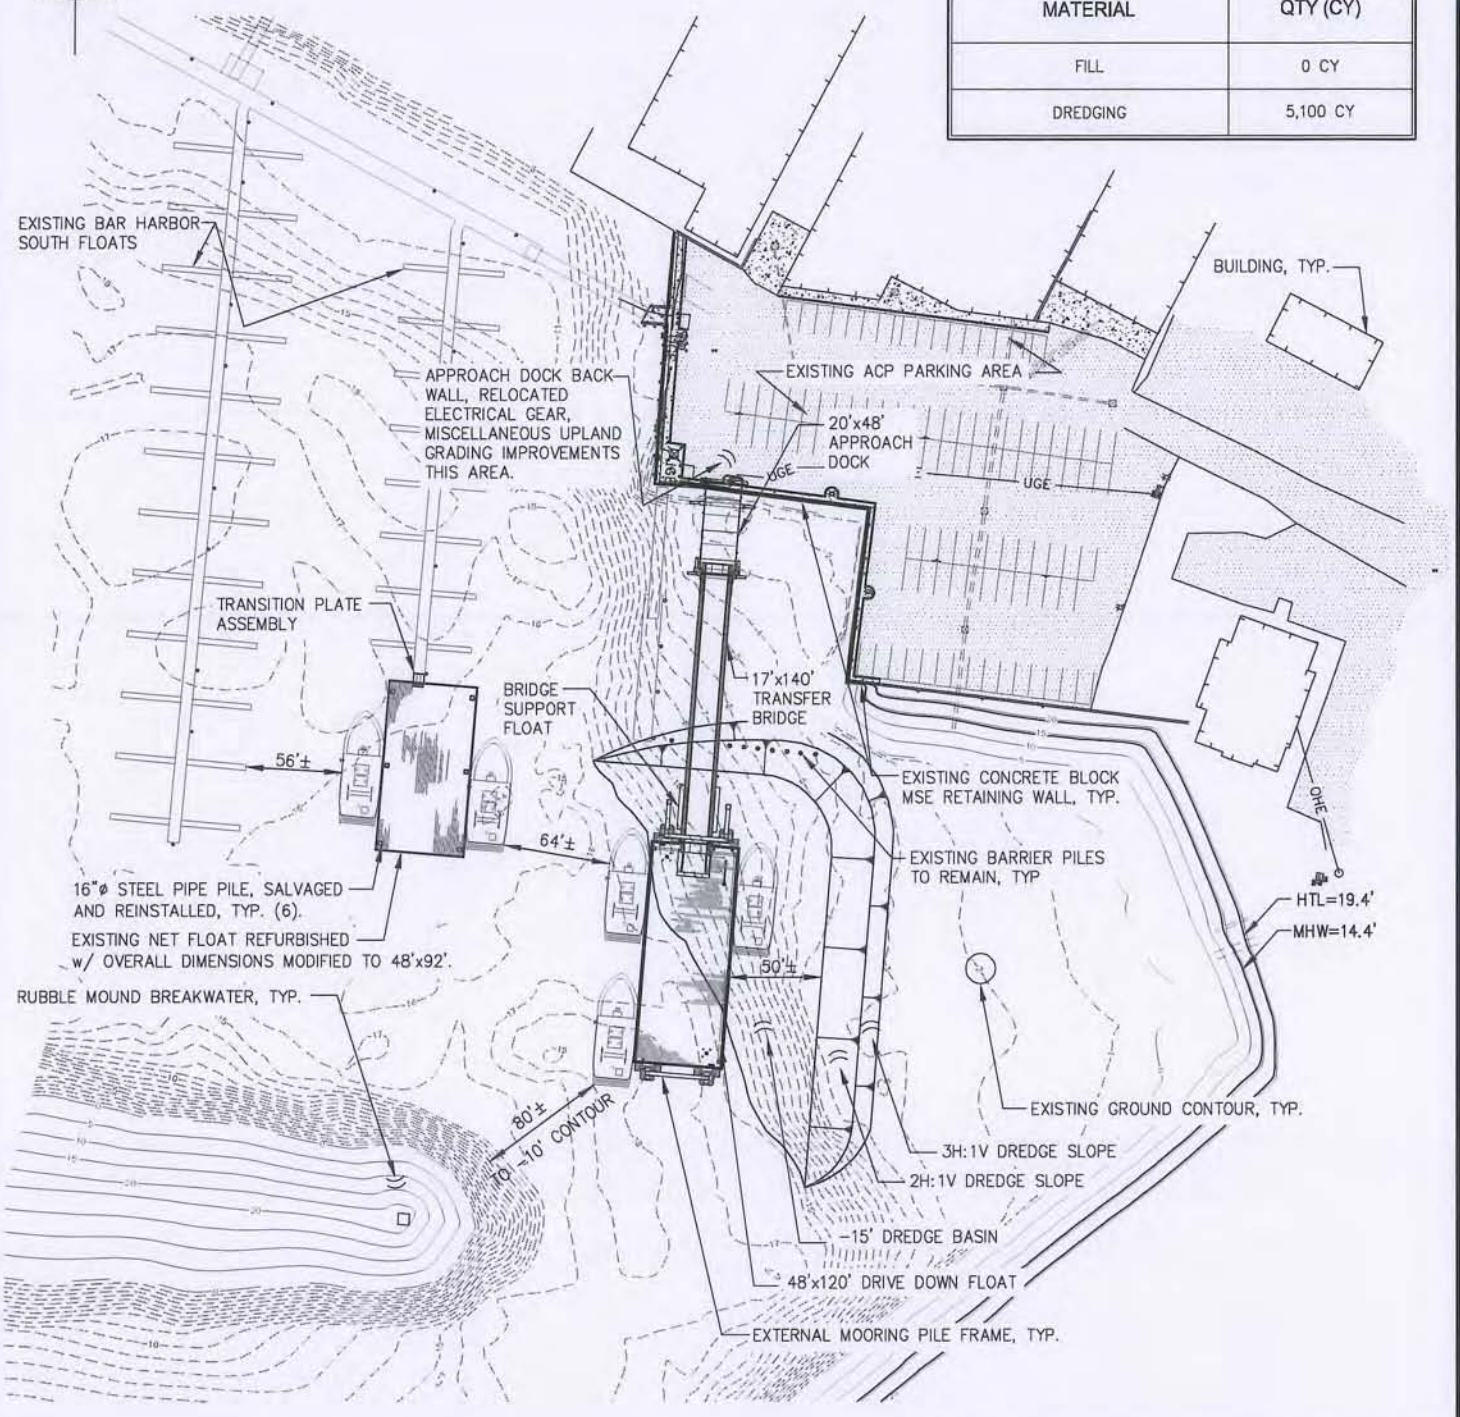 MATERIAL QTY (CY)
FILL 0 CY
DREDGING 5,100 CY
EXISTING BAR HARBOR
SOUTH FLOATS
BUILDING, TYP.
APPROACH DOCK BACK
WALL, RELOCATED
ELECTRICAL GEAR,
MISCELLANEOUS UPLAND
GRADING IMPROVEMENTS
THIS AREA.
EXISTING ACP PARKING AREA
20'x48'
APPROACH
DOCK
UGE
UGE
TRANSITION PLATE
ASSEMBLY
BRIDGE
SUPPORT
FLOAT
17'x140'
TRANSFER
BRIDGE
56'±
64'±
EXISTING CONCRETE BLOCK
MSE RETAINING WALL, TYP.
OHE
EXISTING BARRIER PILES
TO REMAIN, TYP
16"ø STEEL PIPE PILE, SALVAGED
AND REINSTALLED, TYP. (6).
EXISTING NET FLOAT REFURBISHED
w/ OVERALL DIMENSIONS MODIFIED TO 48'x92'.
HTL=19.4'
MHW=14.4'
50'±
RUBBLE MOUND BREAKWATER, TYP.
80'±
TO -10' CONTOUR
EXISTING GROUND CONTOUR, TYP.
3H:1V DREDGE SLOPE
2H:1V DREDGE SLOPE
-15' DREDGE BASIN
48'x120' DRIVE DOWN FLOAT
EXTERNAL MOORING PILE FRAME, TYP.